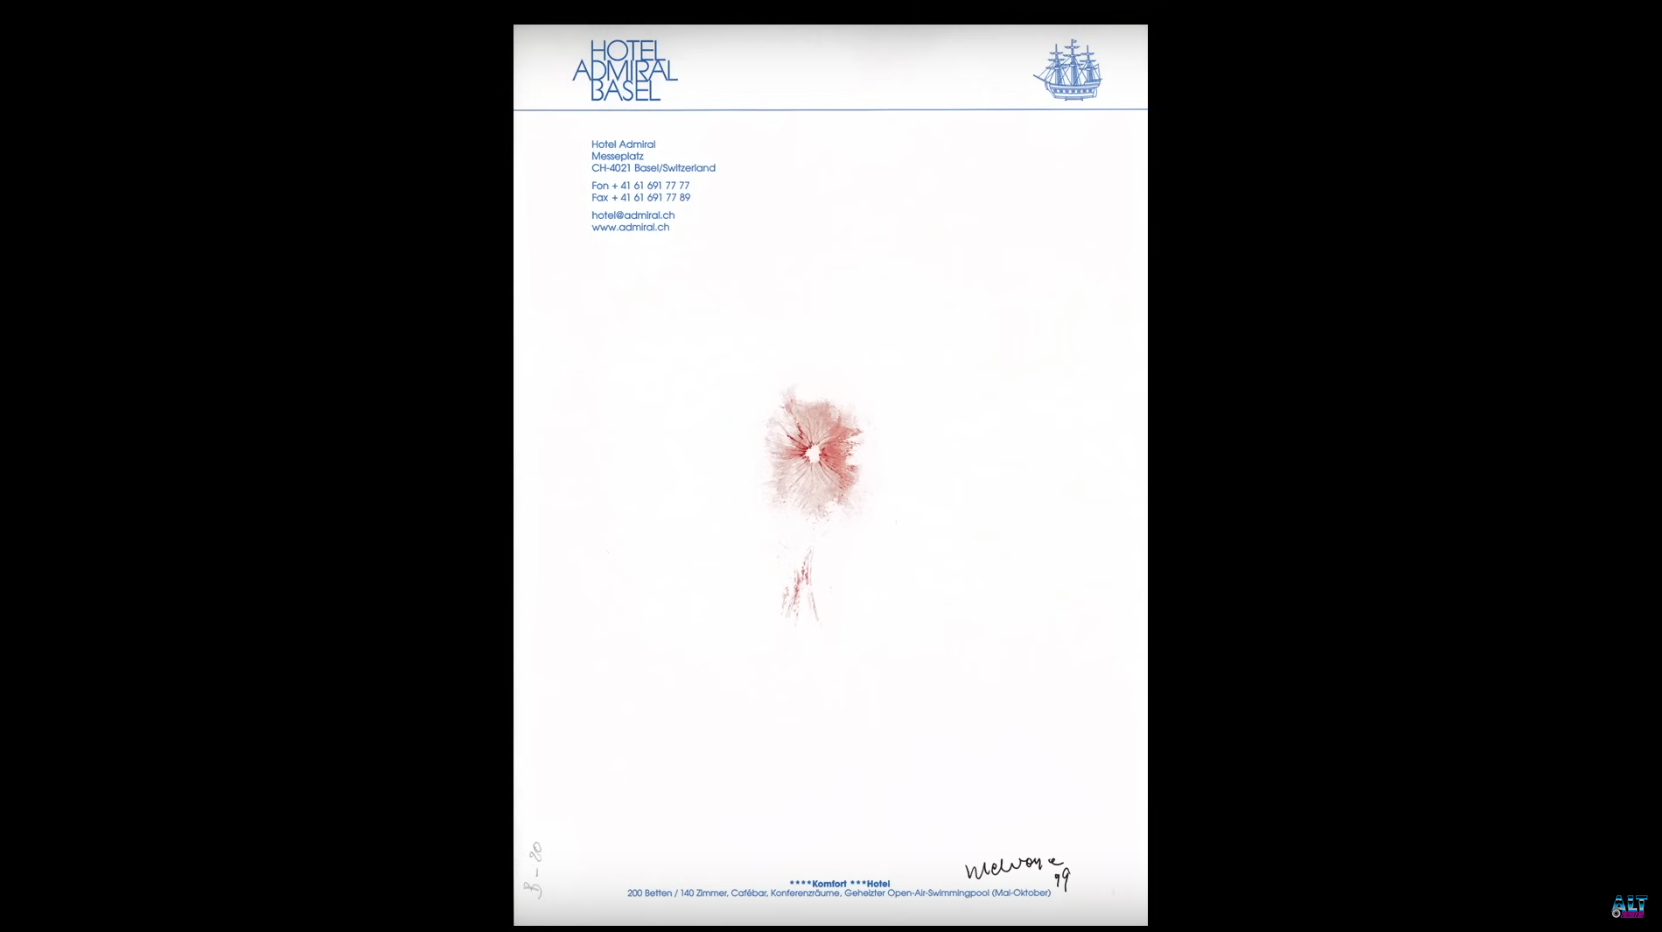 HOTEL
ADMIRAL
BASEL
Hotel Admiral
Messeplatz
CH-4021 Basel/Switzerland
Fon + 41 61 691 77 77
Fax + 41 61 691 77 89
hotel@admiral.ch
www.admiral.ch
99
****Komfort ***Hotel
200 Betten / 140 Zimmer, Cafébar, Konferenzräume, Geheizter Open-Air-Swimmingpool (Mai-Oktober)
ALT